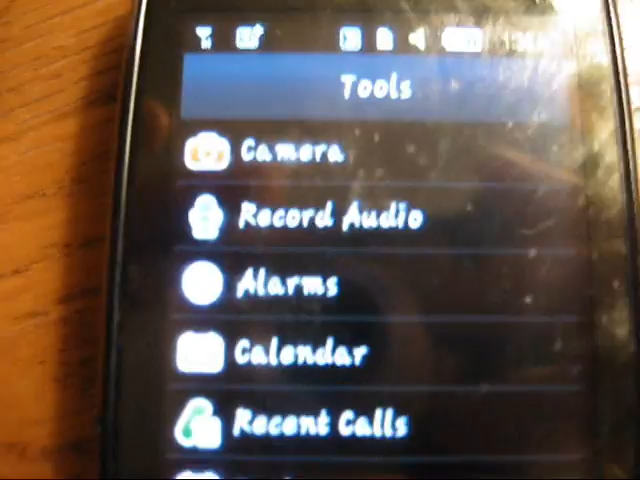 Tools
Camera
Record Audio
Alarms
Calendar
Recent Calls